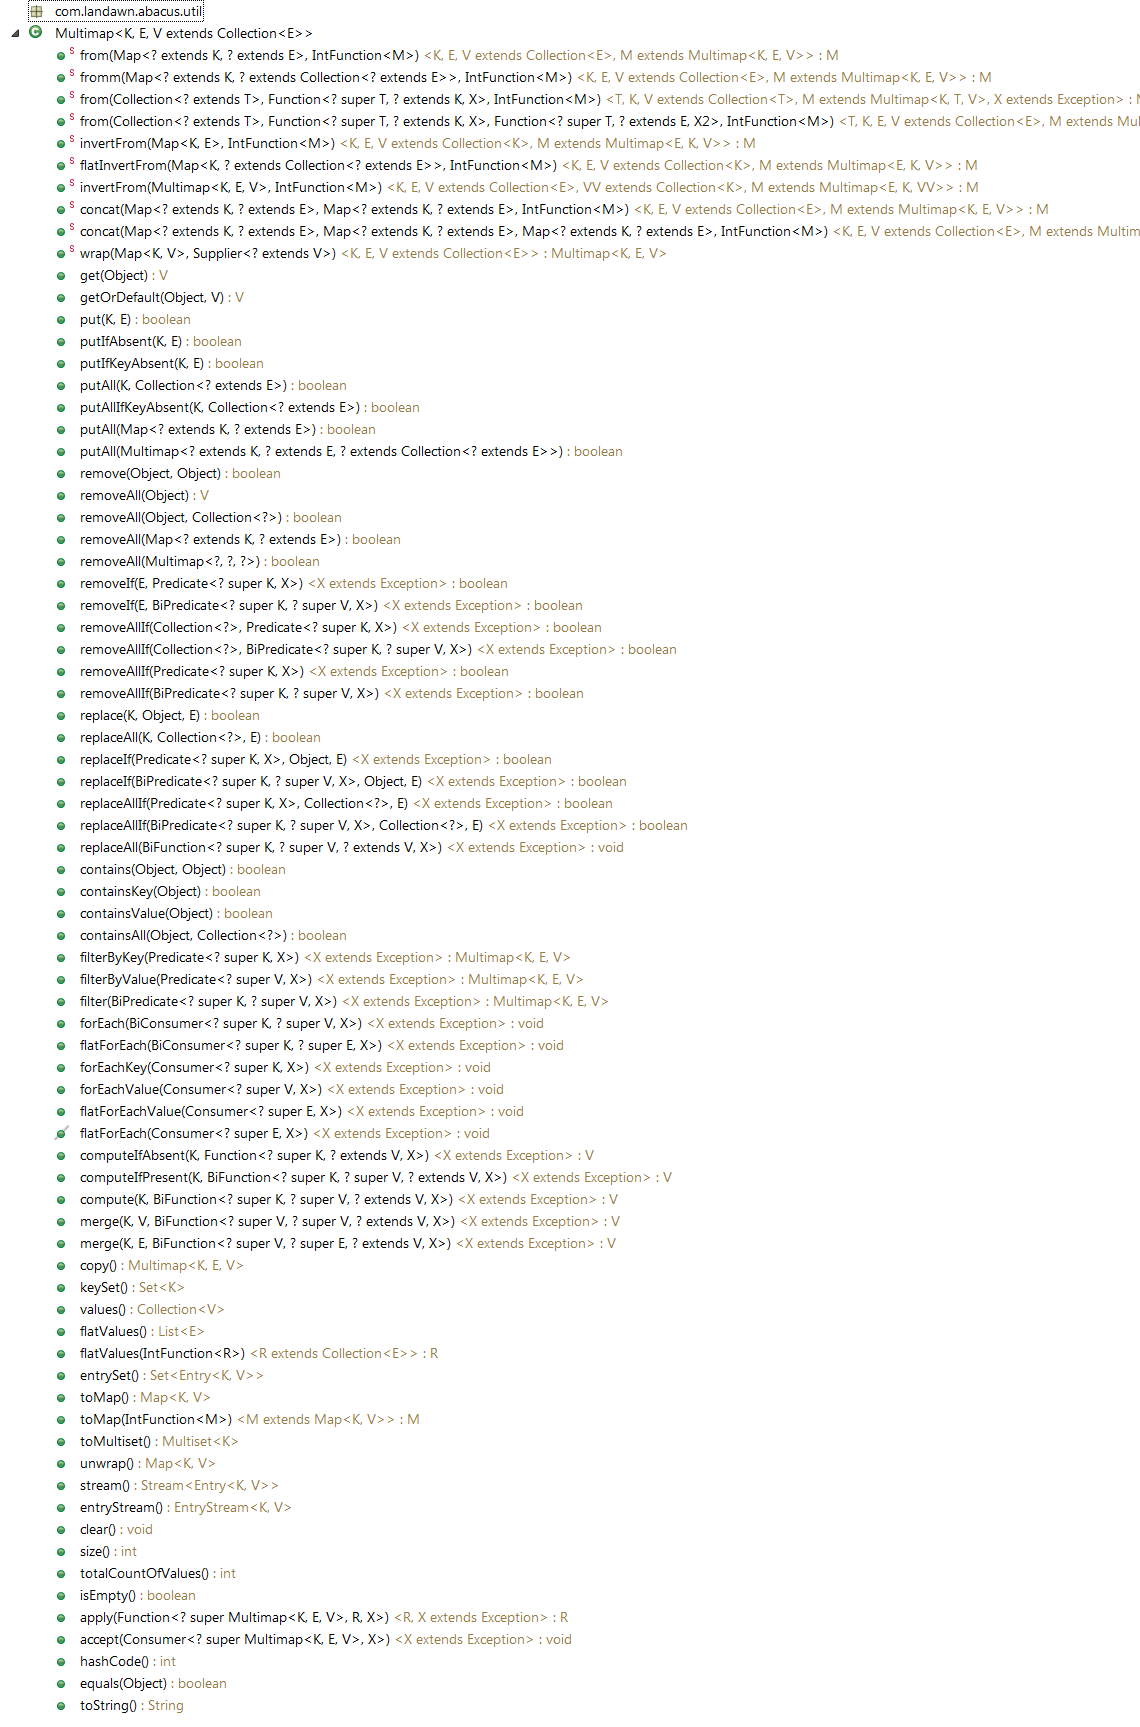 com.landawn.abacus.util
Multimap<K, E, V extends Collection<E>>
S from(Map<? extends K, ? extends E>, IntFunction<M>) <K, E, V extends Collection<E>, M extends Multimap<K, E, V>> : M
S fromm(Map<? extends K, ? extends Collection<? extends E>>, IntFunction<M>) <K, E, V extends Collection<E>, M extends Multimap<K, E, V>> : M
S from(Collection<? extends T>, Function<? super T, ? extends K, X>, IntFunction<M>) <T, K, V extends Collection<T>, M extends Multimap<K, T, V>, X extends Exception> :
S from(Collection<? extends T>, Function<? super T, ? extends K, X>, Function<? super T, ? extends E, X2>, IntFunction<M>) <T, K, E, V extends Collection<E>, M extends Mul
S invertFrom(Map<K, E>, IntFunction<M>) <K, E, V extends Collection<K>, M extends Multimap<E, K, V>> : M
S flatInvertFrom(Map<K, ? extends Collection<? extends E>>, IntFunction<M>) <K, E, V extends Collection<K>, M extends Multimap<E, K, V>> : M
S invertFrom(Multimap<K, E, V>, IntFunction<M>) <K, E, V extends Collection<E>, VV extends Collection<K>, M extends Multimap<E, K, VV>> : M
S concat(Map<? extends K, ? extends E>, Map<? extends K, ? extends E>, IntFunction<M>) <K, E, V extends Collection<E>, M extends Multimap<K, E, V>> : M
S concat(Map<? extends K, ? extends E>, Map<? extends K, ? extends E>, Map<? extends K, ? extends E>, IntFunction<M>) <K, E, V extends Collection<E>, M extends Multim
S wrap(Map<K, V>, Supplier<? extends V>) <K, E, V extends Collection<E>> : Multimap<K, E, V>
get(Object) : V
getOrDefault(Object, V) : V
put(K, E) : boolean
putIfAbsent(K, E) : boolean
putIfKeyAbsent(K, E) : boolean
putAll(K, Collection<? extends E>) : boolean
putAllIfKeyAbsent(K, Collection<? extends E>) : boolean
putAll(Map<? extends K, ? extends E>) : boolean
putAll(Multimap<? extends K, ? extends E, ? extends Collection<? extends E>>) : boolean
remove(Object, Object) : boolean
removeAll(Object) : V
removeAll(Object, Collection<?>) : boolean
removeAll(Map<? extends K, ? extends E>) : boolean
removeAll(Multimap<?, ?, ?>) : boolean
removeIf(E, Predicate<? super K, X>) <X extends Exception> : boolean
removeIf(E, BiPredicate<? super K, ? super V, X>) <X extends Exception> : boolean
removeAllIf(Collection<?>, Predicate<? super K, X>) <X extends Exception> : boolean
removeAllIf(Collection<?>, BiPredicate<? super K, ? super V, X>) <X extends Exception> : boolean
removeAllIf(Predicate<? super K, X>) <X extends Exception> : boolean
removeAllIf(BiPredicate<? super K, ? super V, X>) <X extends Exception> : boolean
replace(K, Object, E) : boolean
replaceAll(K, Collection<?>, E) : boolean
replaceIf(Predicate<? super K, X>, Object, E) <X extends Exception> : boolean
replaceIf(BiPredicate<? super K, ? super V, X>, Object, E) <X extends Exception> : boolean
replaceAllIf(Predicate<? super K, X>, Collection<?>, E) <X extends Exception> : boolean
replaceAllIf(BiPredicate<? super K, ? super V, X>, Collection<?>, E) <X extends Exception> : boolean
replaceAll(BiFunction<? super K, ? super V, ? extends V, X>) <X extends Exception> : void
contains(Object, Object) : boolean
containsKey(Object) : boolean
containsValue(Object) : boolean
containsAll(Object, Collection<?>) : boolean
filterByKey(Predicate<? super K, X>) <X extends Exception> : Multimap<K, E, V>
filterByValue(Predicate<? super V, X>) <X extends Exception> : Multimap<K, E, V>
filter(BiPredicate<? super K, ? super V, X>) <X extends Exception> : Multimap<K, E, V>
forEach(BiConsumer<? super K, ? super V, X>) <X extends Exception> : void
flatForEach(BiConsumer<? super K, ? super E, X>) <X extends Exception> : void
forEachKey(Consumer<? super K, X>) <X extends Exception> : void
forEachValue(Consumer<? super V, X>) <X extends Exception> : void
flatForEachValue(Consumer<? super E, X>) <X extends Exception> : void
flatForEach(Consumer<? super E, X>) <X extends Exception> : void
computeIfAbsent(K, Function<? super K, ? extends V, X>) <X extends Exception> : V
computeIfPresent(K, BiFunction<? super K, ? super V, ? extends V, X>) <X extends Exception> : V
compute(K, BiFunction<? super K, ? super V, ? extends V, X>) <X extends Exception> : V
merge(K, V, BiFunction<? super V, ? super V, ? extends V, X>) <X extends Exception> : V
merge(K, E, BiFunction<? super V, ? super E, ? extends V, X>) <X extends Exception> : V
copy() : Multimap<K, E, V>
keySet() : Set<K>
values() : Collection<V>
flatValues() : List<E>
flatValues(IntFunction<R>) <R extends Collection<E>> : R
entrySet() : Set<Entry<K, V>>
toMap() : Map<K, V>
toMap(IntFunction<M>) <M extends Map<K, V>> : M
toMultiset() : Multiset<K>
unwrap() : Map<K, V>
stream() : Stream<Entry<K, V>>
entryStream() : EntryStream<K, V>
clear() : void
size() : int
totalCountOfValues() : int
isEmpty() : boolean
apply(Function<? super Multimap<K, E, V>, R, X>) <R, X extends Exception> : R
accept(Consumer<? super Multimap<K, E, V>, X>) <X extends Exception> : void
hashCode() : int
equals(Object) : boolean
toString() : String